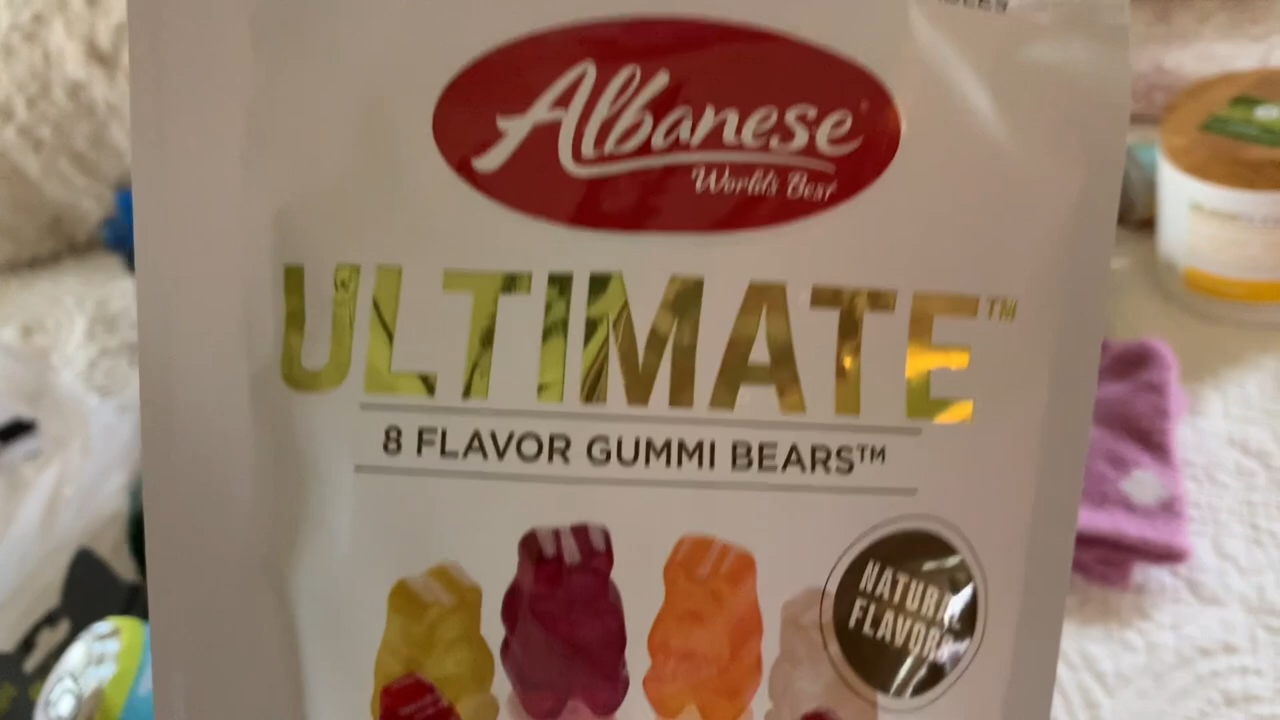 Albanese
World's Best
ULTIMATE™
8 FLAVOR GUMMI BEARS™
NATURAL
FLAVORS